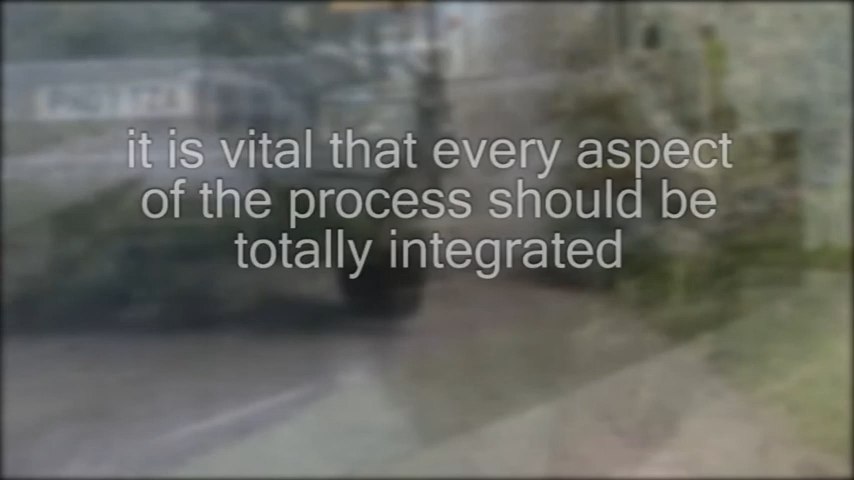 it is vital that every aspect
of the process should be
totally integrated